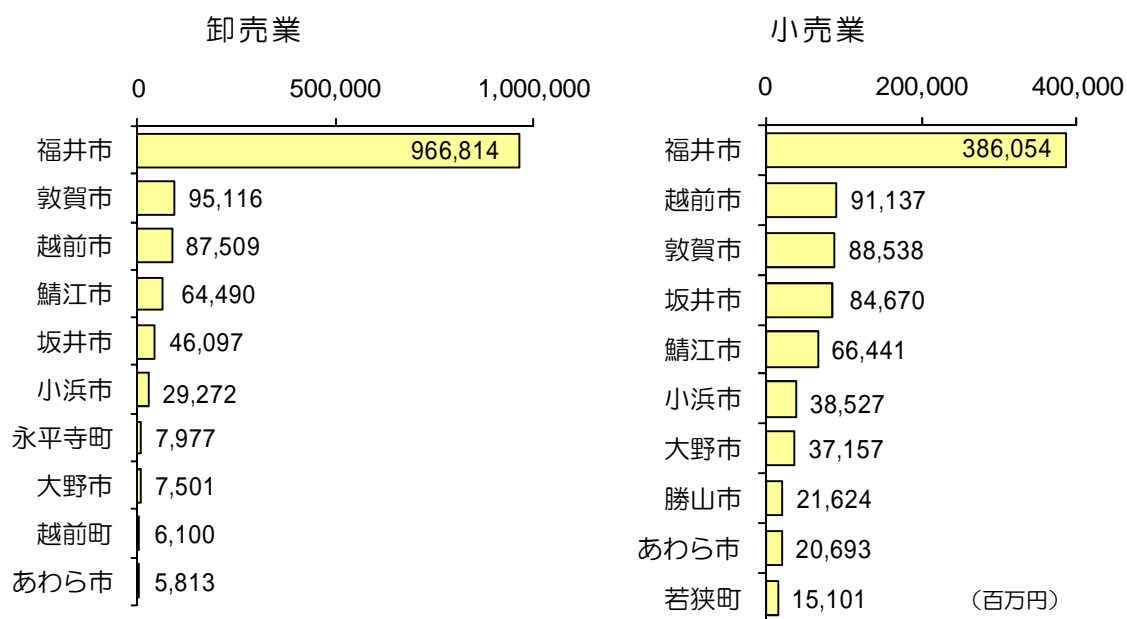 卸売業
0 500,000 1,000,000
福井市 966,814
敦賀市 95,116
越前市 87,509
鯖江市 64,490
坂井市 46,097
小浜市 29,272
永平寺町 7,977
大野市 7,501
越前町 6,100
あわら市 5,813
小売業
0 200,000 400,000
福井市 386,054
越前市 91,137
敦賀市 88,538
坂井市 84,670
鯖江市 66,441
小浜市 38,527
大野市 37,157
勝山市 21,624
あわら市 20,693
若狭町 15,101 （百万円）